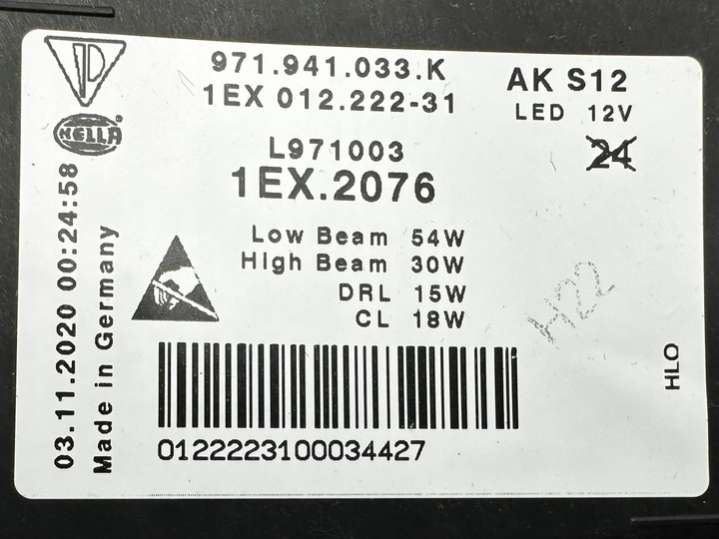 971.941.033.K
1EX 012.222-31
AK S12
LED 12V
24
HELLA
L971003
1EX.2076
Low Beam 54W
High Beam 30W
DRL 15W
CL 18W
03.11.2020 00:24:58
Made in Germany
H22
HLO
0122223100034427